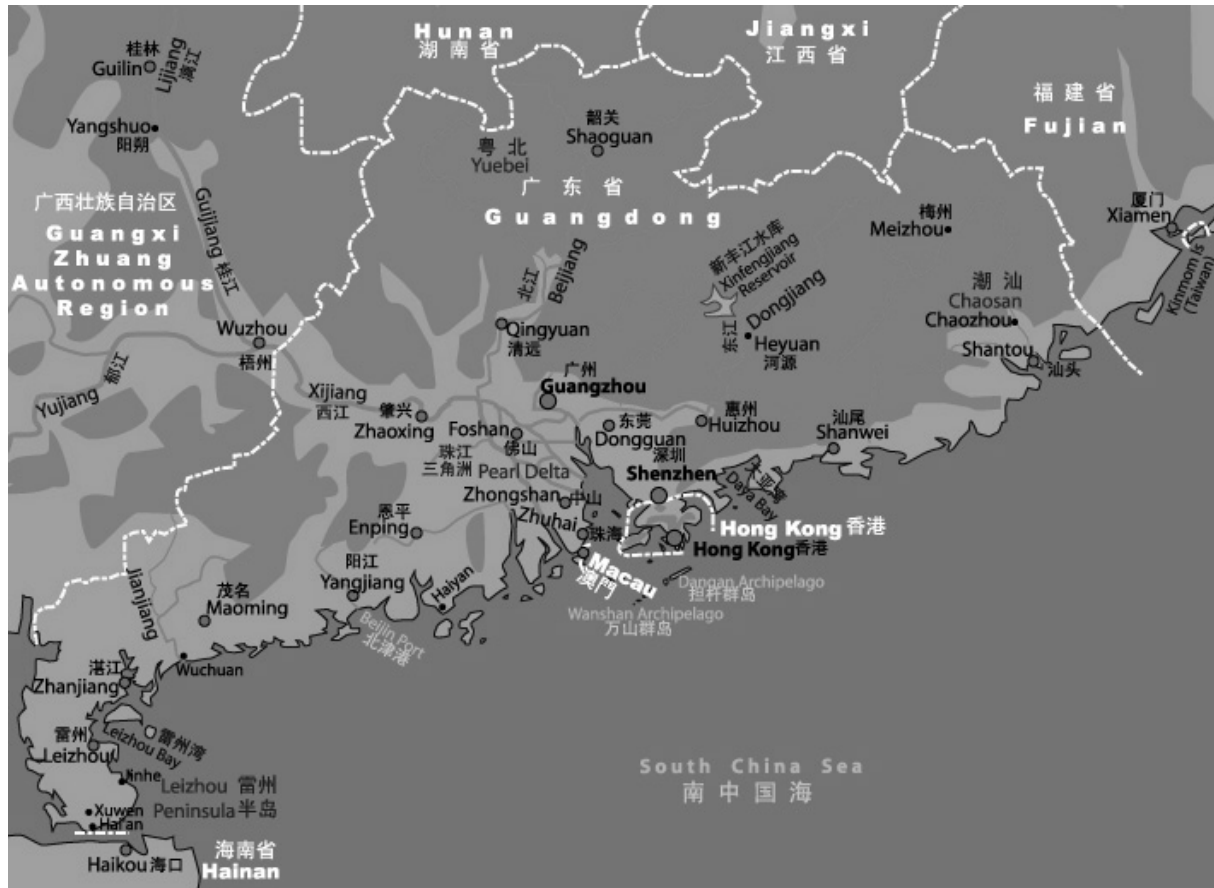 Hunan
湖南省
Jiangxi
江西省
桂林
Guilin
Lijiang
漓江
福建省
Fujian
Yangshuo
阳朔
韶关
Shaoguan
粤北
Yuebei
广西壮族自治区
Guangxi
Zhuang
Autonomous
Region
广东省
Guangdong
Guijiang 桂江
梅州
Meizhou
厦门
Xiamen
Kinmom Is
(Taiwan)
北江
Beijiang
新丰江水库
Xinfengjiang
Reservoir
潮汕
Chaosan
Chaozhou
Wuzhou
梧州
Qingyuan
清远
东江
Dongjiang
Heyuan
河源
Shantou
汕头
Yujiang 郁江
Xijiang
西江
肇兴
Zhaoxing
广州
Guangzhou
Foshan
佛山
东莞
Dongguan
惠州
Huizhou
汕尾
Shanwei
珠江
三角洲 Pearl Delta
深圳
Shenzhen
大亚湾
Daya Bay
Zhongshan 中山
恩平
Enping
Zhuhai
珠海
Hong Kong 香港
Hong Kong 香港
Macau
澳門
阳江
Yangjiang
Haiyan
Dangan Archipelago
担杆群岛
Wanshan Archipelago
万山群岛
Beijin Port
北津港
Jianjiang
茂名
Maoming
Wuchuan
湛江
Zhanjiang
雷州
Leizhou
Leizhou Bay
雷州湾
Jinhe
Leizhou 雷州
Peninsula 半岛
Xuwen
Hai'an
South China Sea
南中国海
海南省
Hainan
Haikou 海口